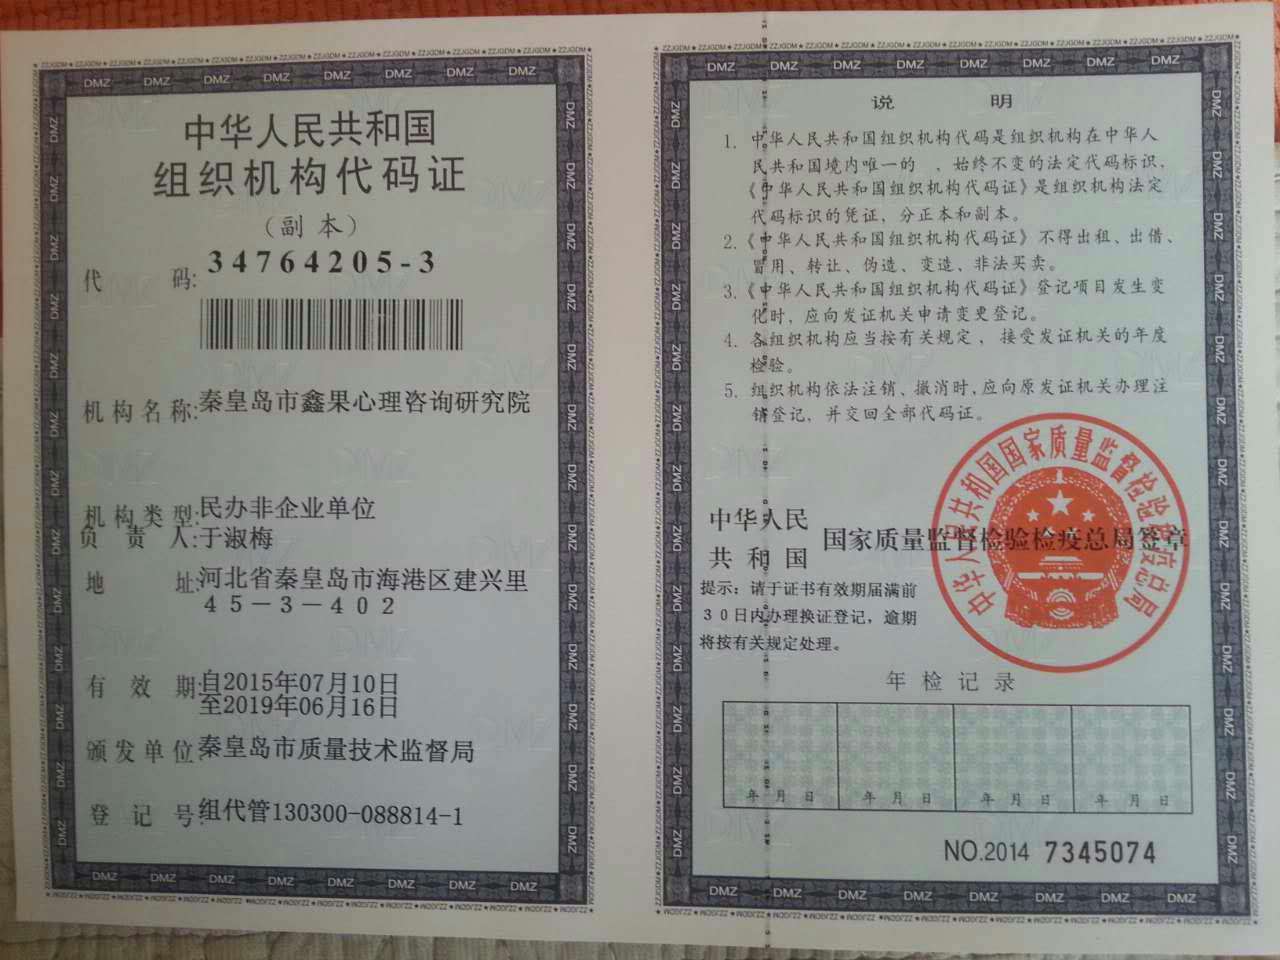 中华人民共和国
组织机构代码证
（副本）
代码: 34764205-3
机构名称: 秦皇岛市鑫果心理咨询研究院
机构类型: 民办非企业单位
负责人: 于淑梅
地址: 河北省秦皇岛市海港区建兴里
45－3－402
有效期: 自2015年07月10日
至2019年06月16日
颁发单位: 秦皇岛市质量技术监督局
登记号: 组代管130300-088814-1
说明
1. 中华人民共和国组织机构代码是组织机构在中华人
民共和国境内唯一的 ，始终不变的法定代码标识，
《中华人民共和国组织机构代码证》是组织机构法定
代码标识的凭证，分正本和副本。
2.《中华人民共和国组织机构代码证》不得出租、出借、
冒用、转让、伪造、变造、非法买卖。
3.《中华人民共和国组织机构代码证》登记项目发生变
化时，应向发证机关申请变更登记。
4. 各组织机构应当按有关规定，接受发证机关的年度
检验。
5. 组织机构依法注销、撤消时，应向原发证机关办理注
销登记，并交回全部代码证。
中华人民
共和国 国家质量监督检验检疫总局签章
中华人民共和国国家质量监督检验检疫总局
提示：请于证书有效期届满前
30日内办理换证登记，逾期
将按有关规定处理。
年检记录
年 月 日 年 月 日 年 月 日 年 月 日
NO.2014 7345074